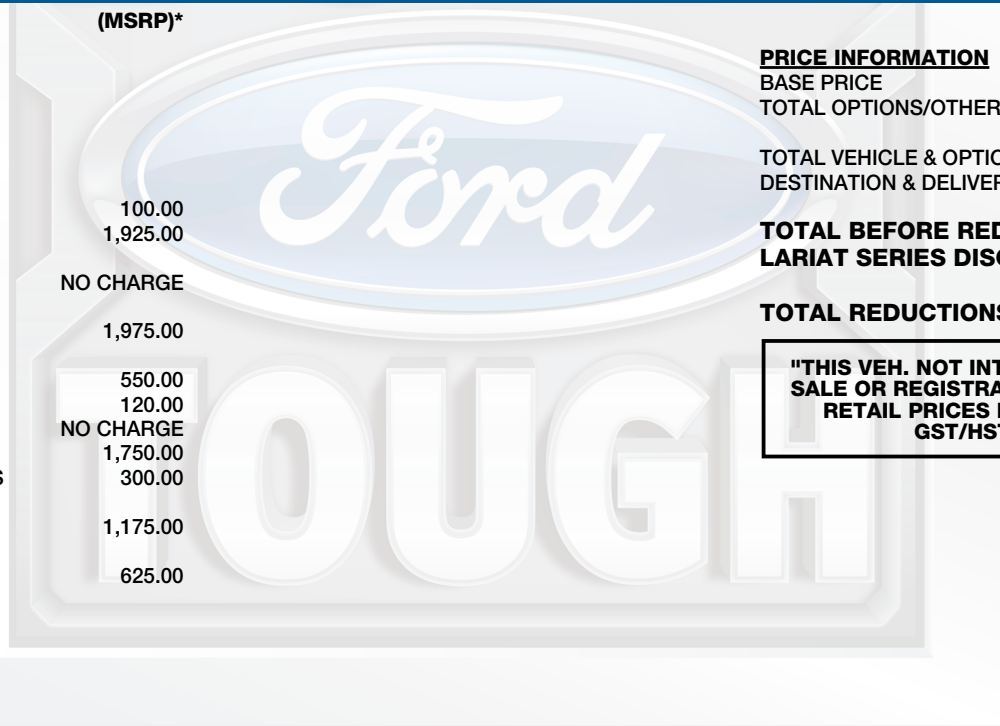 (MSRP)*
100.00
1,925.00
NO CHARGE
1,975.00
550.00
120.00
NO CHARGE
1,750.00
S 300.00
1,175.00
625.00
Ford
TOUGH
PRICE INFORMATION
BASE PRICE
TOTAL OPTIONS/OTHER
TOTAL VEHICLE & OPTIO
DESTINATION & DELIVER
TOTAL BEFORE RED
LARIAT SERIES DISC
TOTAL REDUCTIONS
"THIS VEH. NOT INT
SALE OR REGISTRA
RETAIL PRICES
GST/HST